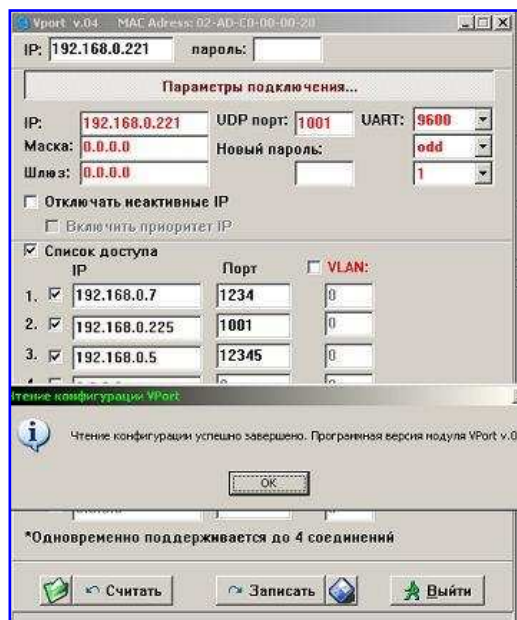 Vport v.04 MAC Adress: 02-AD-C0-00-00-20
IP: 192.168.0.221 пароль:
Параметры подключения...
IP: 192.168.0.221 UDP порт: 1001 UART: 9600
Маска: 0.0.0.0 Новый пароль: odd
Шлюз: 0.0.0.0 1
Отключать неактивные IP
Включить приоритет IP
Список доступа
IP Порт VLAN:
1. 192.168.0.7 1234 0
2. 192.168.0.225 1001 0
3. 192.168.0.5 12345 0
Чтение конфигурации VPort
Чтение конфигурации успешно завершено. Программная версия модуля VPort v.0
OK
*Одновременно поддерживается до 4 соединений
Считать Записать Выйти